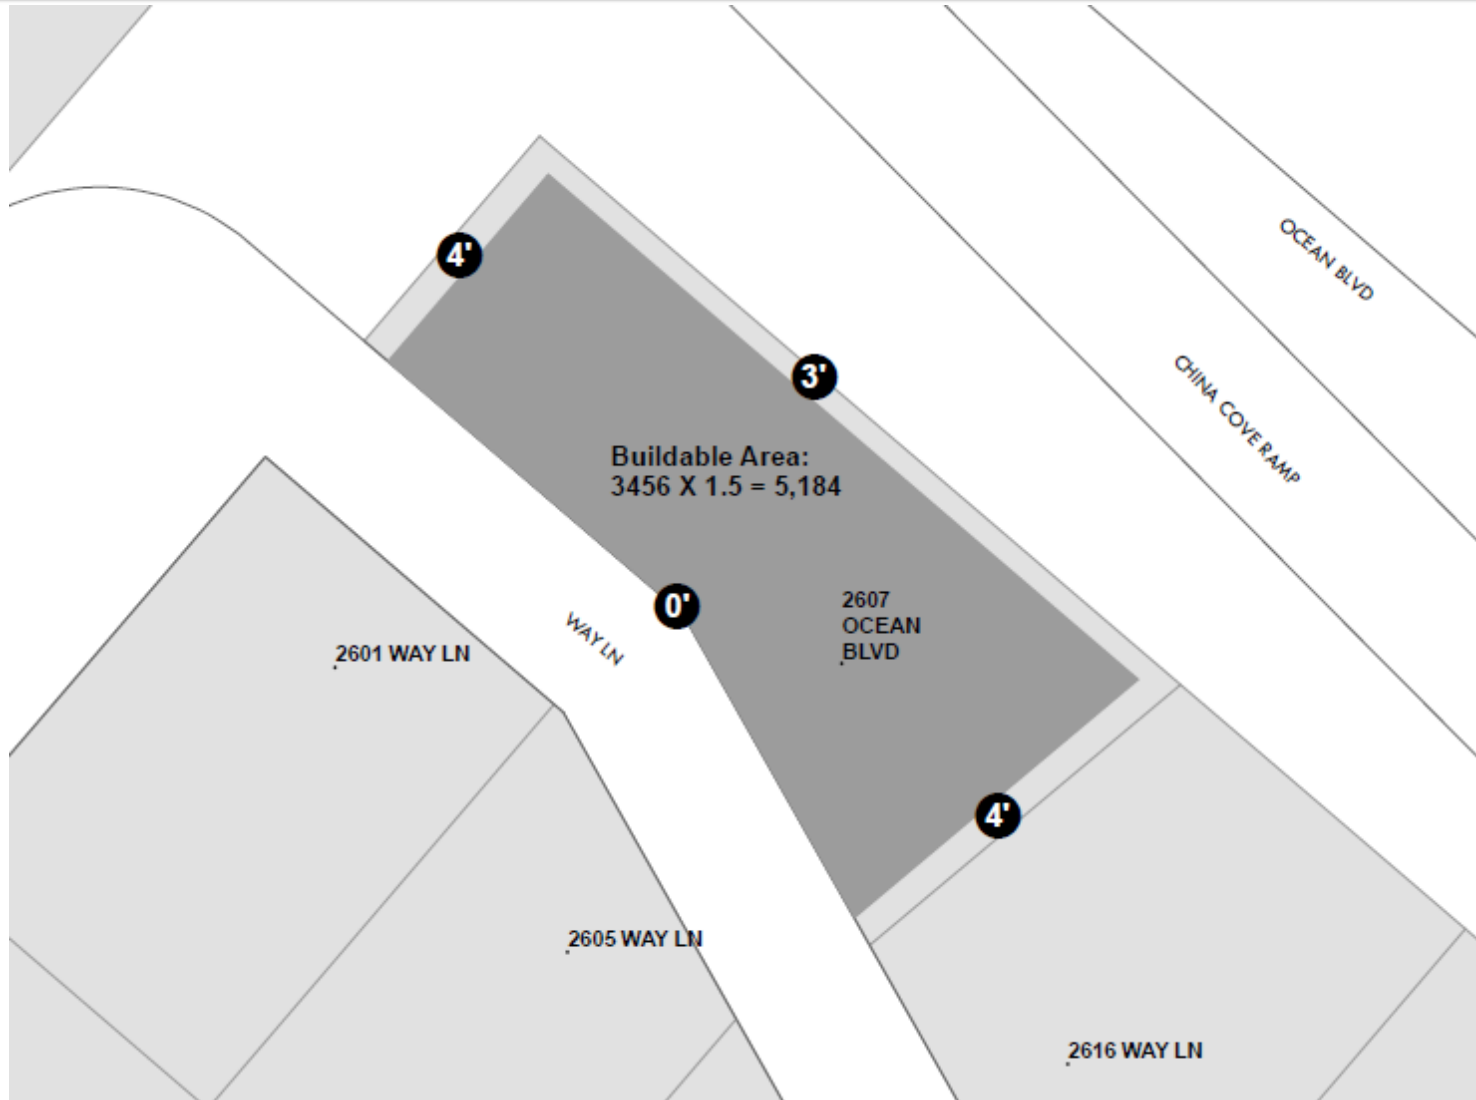 OCEAN BLVD
4'
CHINA COVE RAMP
3'
Buildable Area:
3456 X 1.5 = 5,184
0'
2607
OCEAN
BLVD
WAY LN
2601 WAY LN
4'
2605 WAY LN
2616 WAY LN